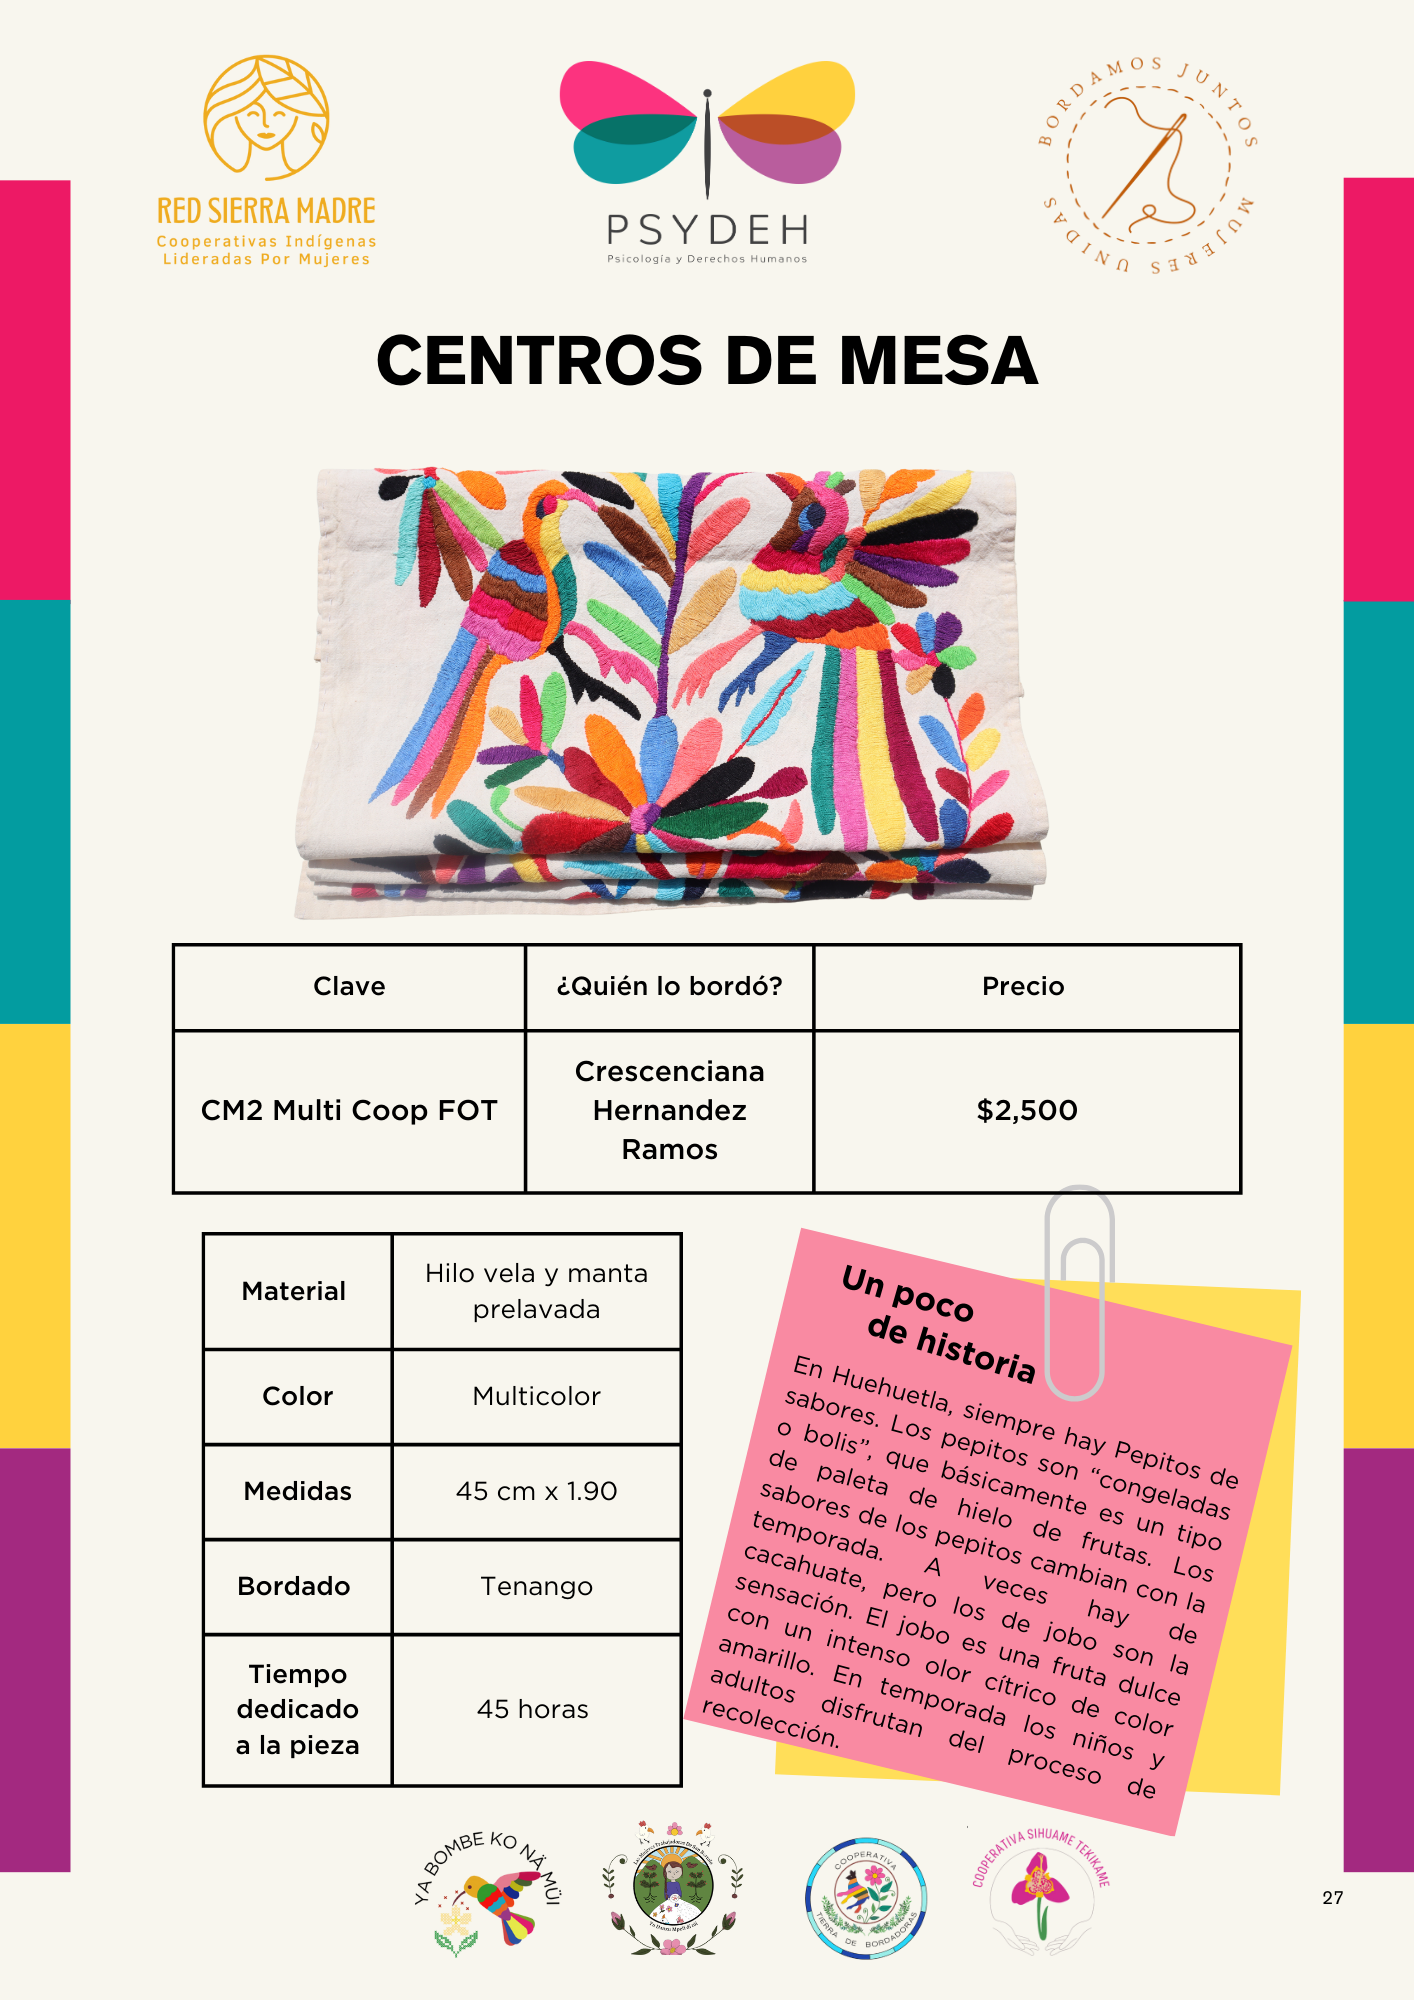 RED SIERRA MADRE
Cooperativas Indígenas
Lideradas Por Mujeres
PSYDEH
Psicología y Derechos Humanos
BORDAMOS JUNTOS
MUJERES UNIDAS
CENTROS DE MESA
Clave
¿Quién lo bordó?
Precio
CM2 Multi Coop FOT
Crescenciana
Hernandez
Ramos
$2,500
Material
Hilo vela y manta
prelavada
Color
Multicolor
Medidas
45 cm x 1.90
Bordado
Tenango
Tiempo
dedicado
a la pieza
45 horas
Un poco
de historia
En Huehuetla, siempre hay Pepitos de
sabores. Los pepitos son “congeladas
o bolis”, que básicamente es un tipo
de paleta de hielo de frutas. Los
sabores de los pepitos cambian con la
temporada. A veces hay de
cacahuate, pero los de jobo son la
sensación. El jobo es una fruta dulce
con un intenso olor cítrico de color
amarillo. En temporada los niños y
adultos disfrutan del proceso de
recolección.
YA BOMBE KO NÄ MÜI
COOPERATIVA
TIERRA DE BORDADORAS
COOPERATIVA SIHUAME TEKIKAME
27